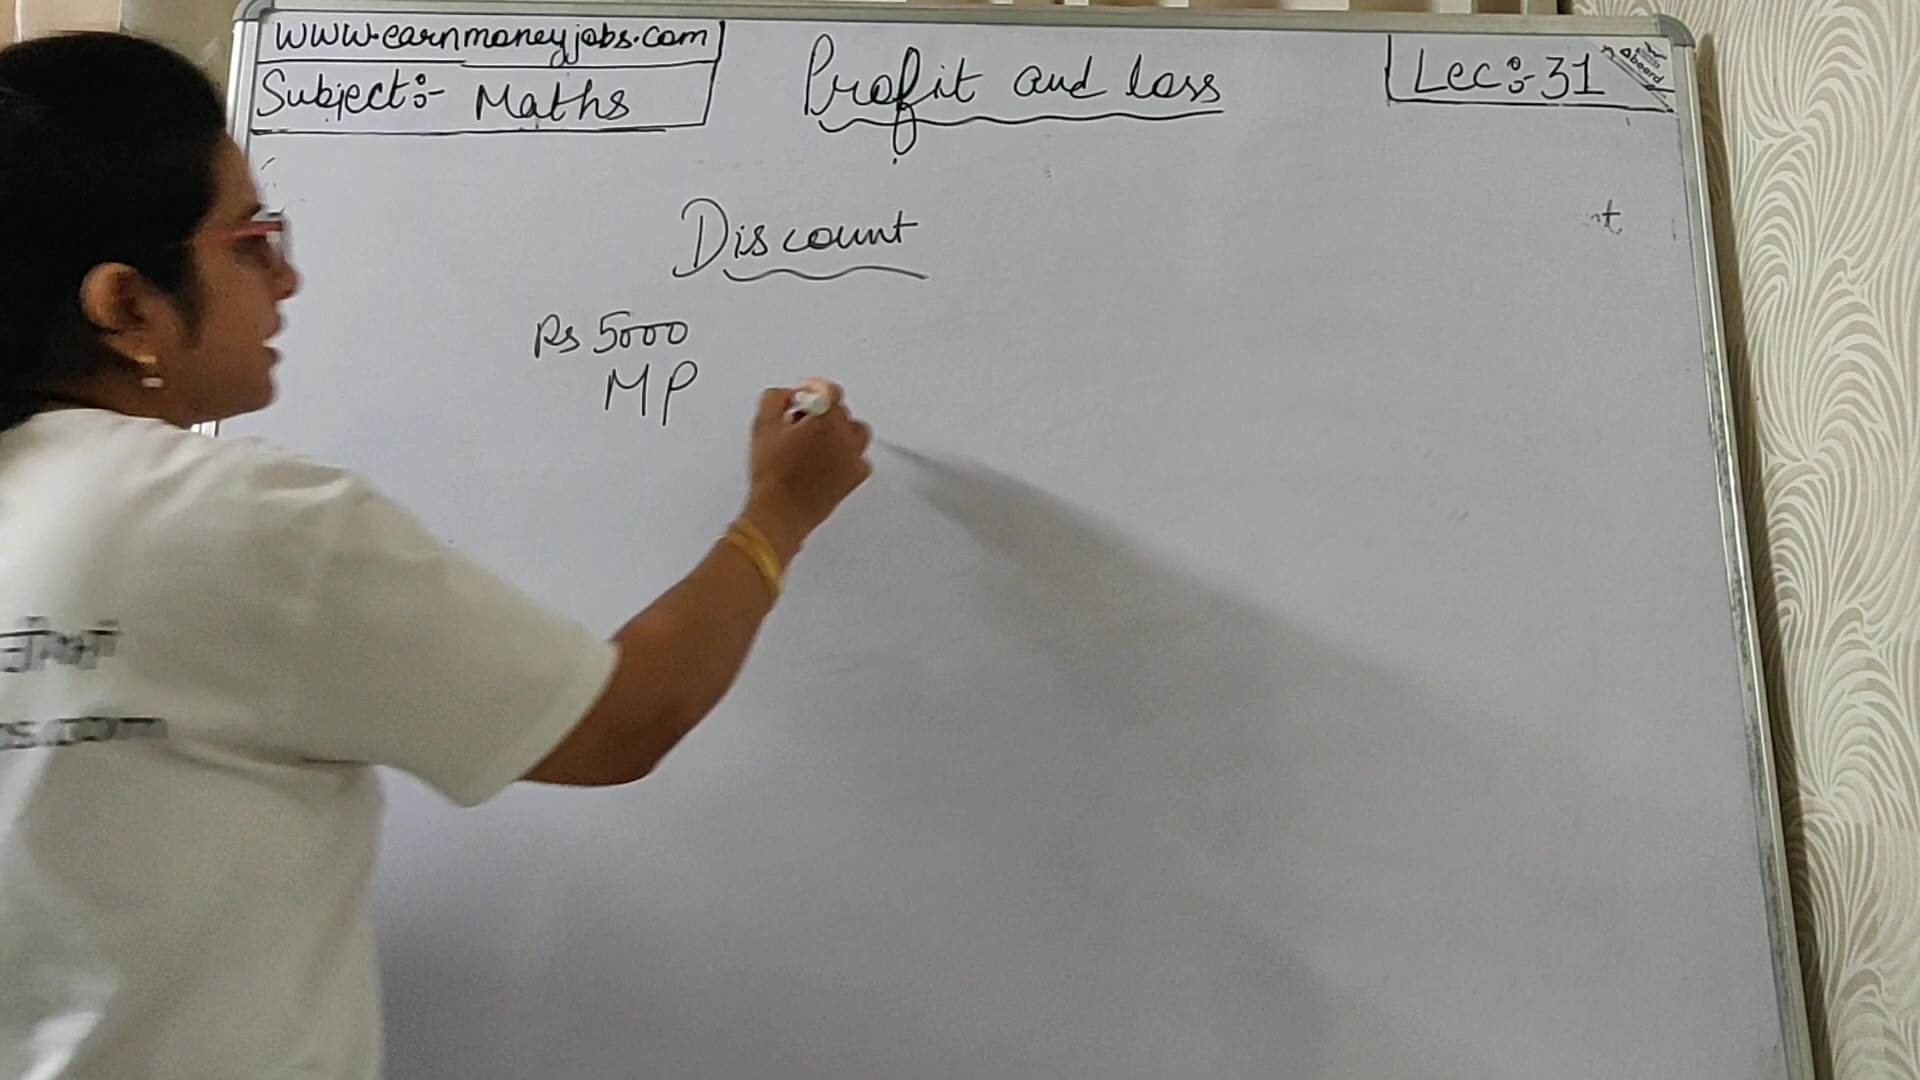 www.earnmoneyjobs.com
Subject:- Maths
Profit and loss
Lec:-31
Discount
Rs 5000
MP